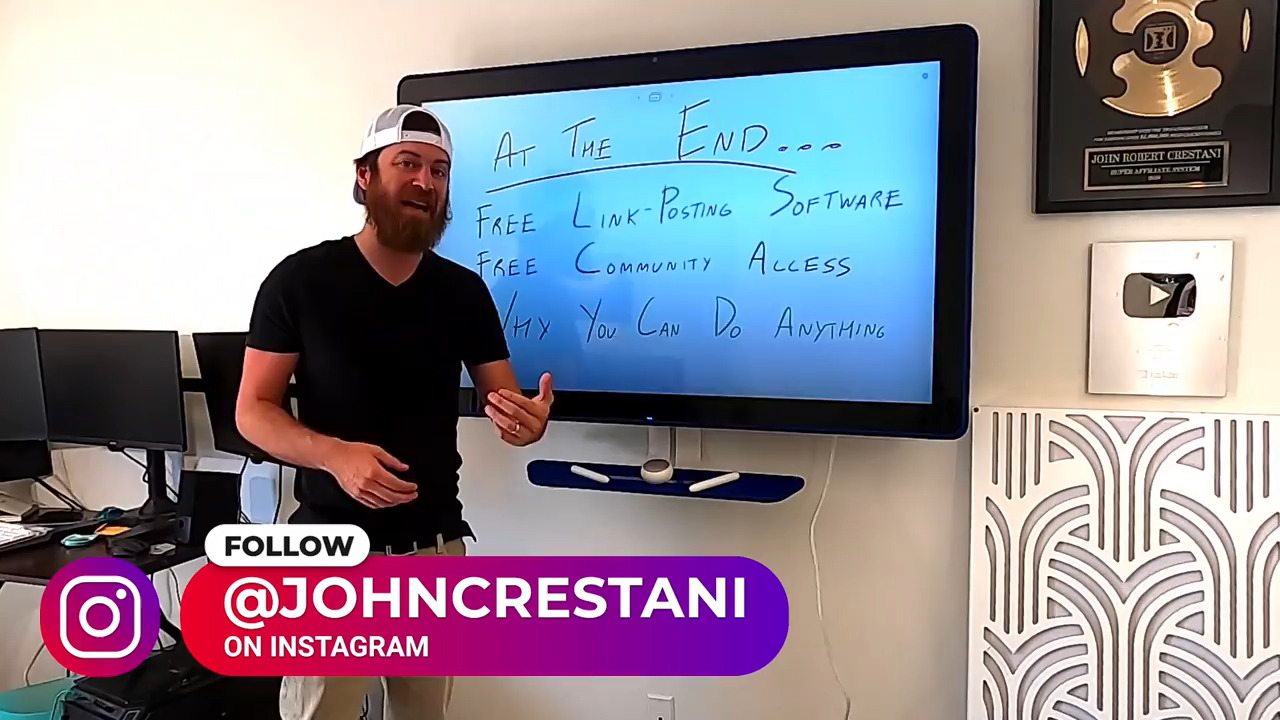 AT THE END...
FREE LINK-POSTING SOFTWARE
FREE COMMUNITY ACCESS
WHY YOU CAN DO ANYTHING
JOHN ROBERT CRESTANI
SUPER AFFILIATE SYSTEM
FOLLOW
@JOHNCRESTANI
ON INSTAGRAM